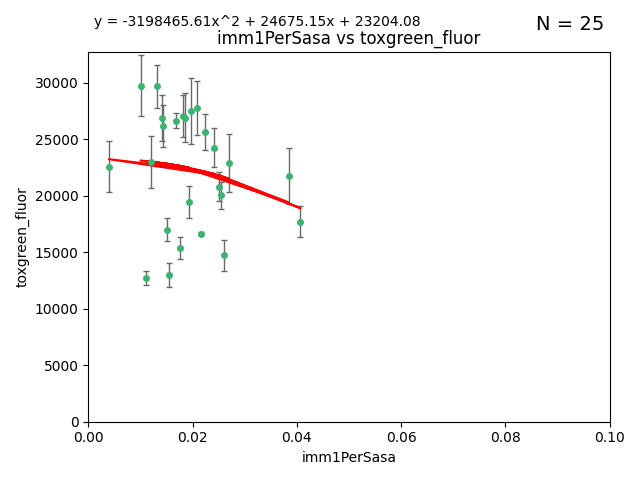 y = -3198465.61x^2 + 24675.15x + 23204.08
N = 25
imm1PerSasa vs toxgreen_fluor
30000
25000
20000
15000
10000
5000
0
toxgreen_fluor
0.00 0.02 0.04 0.06 0.08 0.10
imm1PerSasa